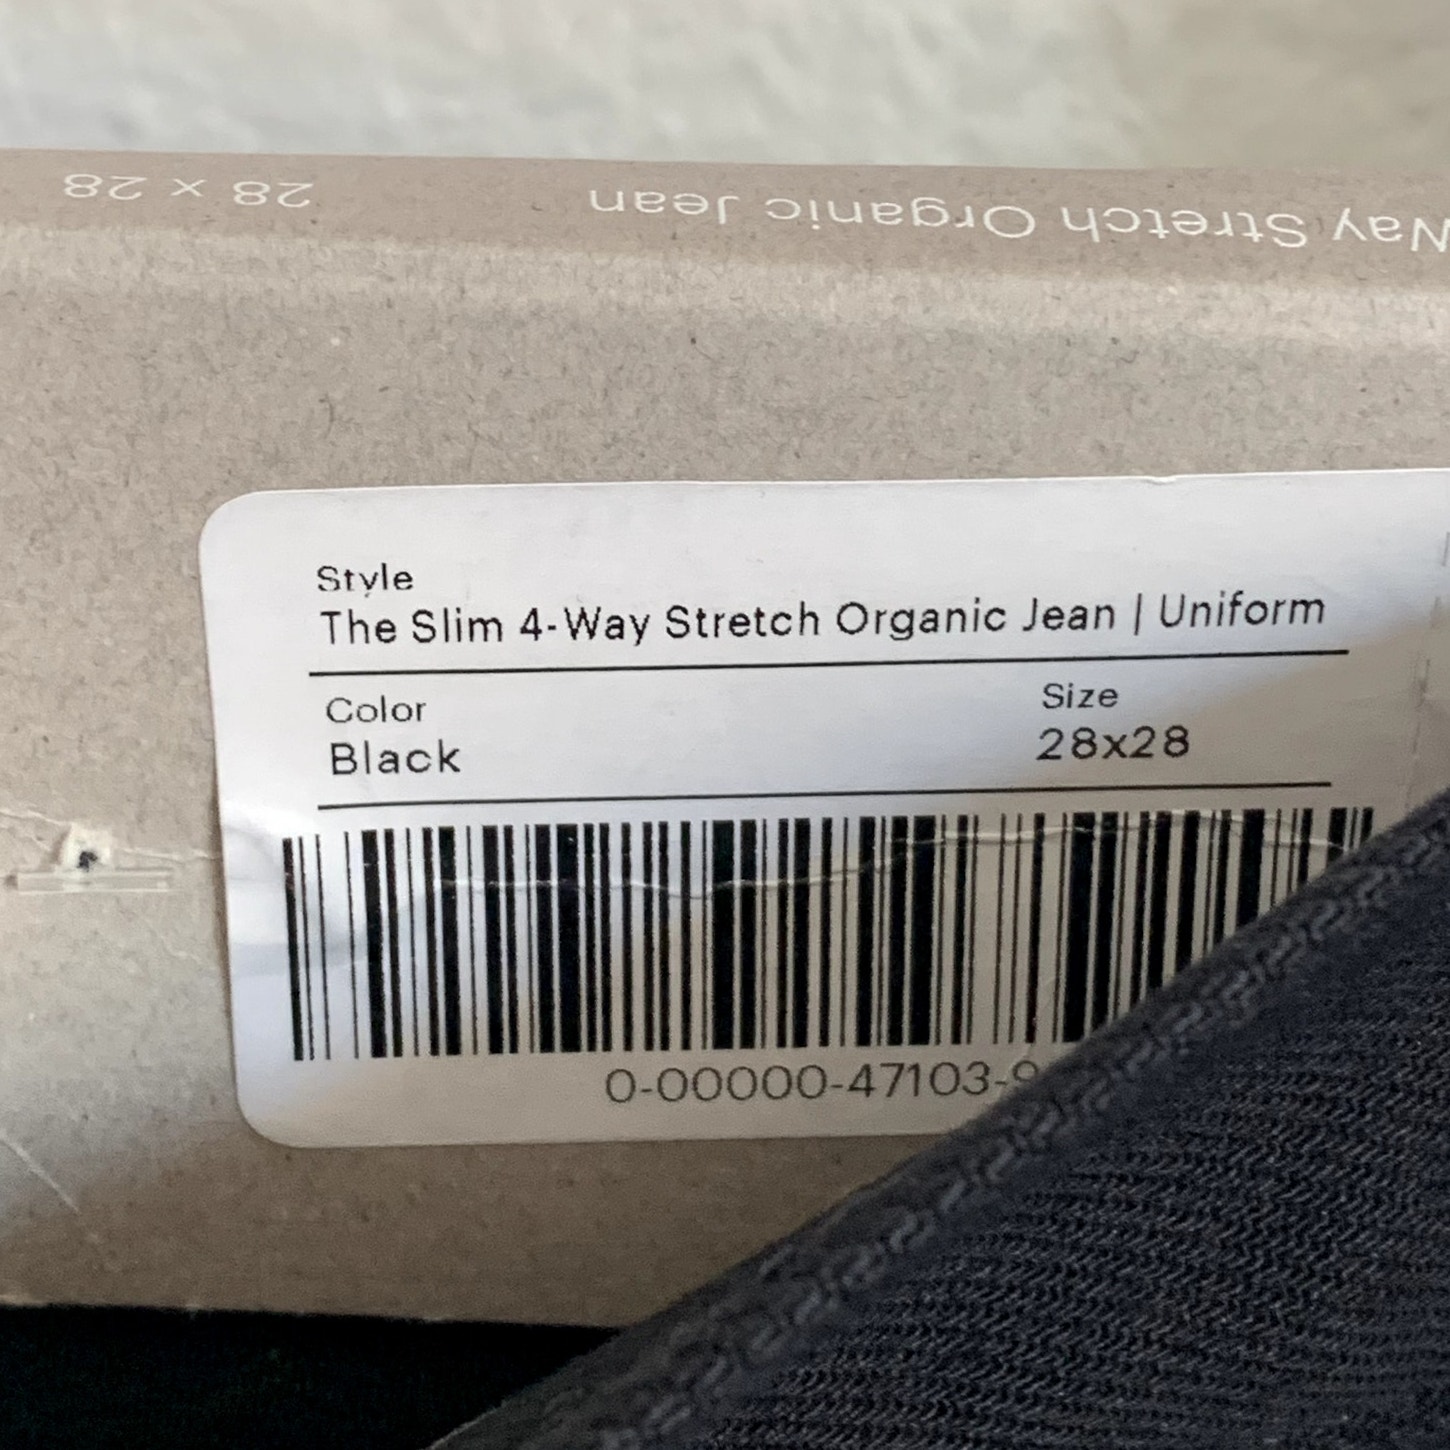 28 x 28
Way Stretch Organic Jean
Style
The Slim 4-Way Stretch Organic Jean | Uniform
Color
Size
Black
28x28
0-00000-47103-